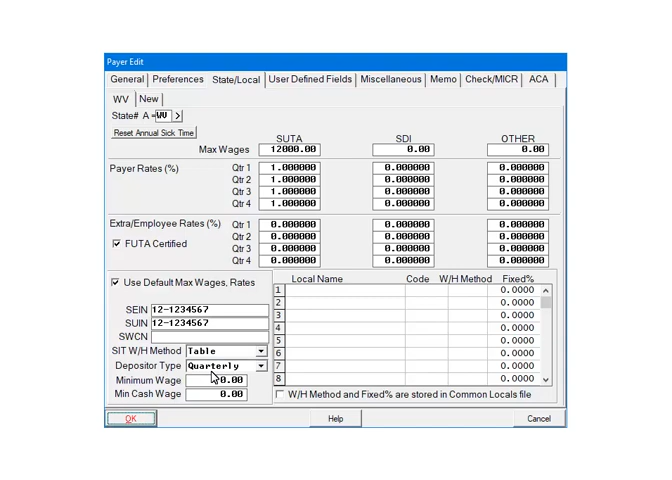 Payer Edit
General Preferences State/Local User Defined Fields Miscellaneous Memo Check/MICR ACA
WV New
State# A = WV >
Reset Annual Sick Time
SUTA SDI OTHER
Max Wages 12000.00 0.00 0.00
Payer Rates (%) Qtr 1 1.000000 0.000000 0.000000
Qtr 2 1.000000 0.000000 0.000000
Qtr 3 1.000000 0.000000 0.000000
Qtr 4 1.000000 0.000000 0.000000
Extra/Employee Rates (%) Qtr 1 0.000000 0.000000 0.000000
Qtr 2 0.000000 0.000000 0.000000
FUTA Certified Qtr 3 0.000000 0.000000 0.000000
Qtr 4 0.000000 0.000000 0.000000
Use Default Max Wages, Rates
SEIN 12-1234567
SUIN 12-1234567
SWCN
SIT W/H Method Table
Depositor Type Quarterly
Minimum Wage 0.00
Min Cash Wage 0.00
Local Name Code W/H Method Fixed%
1 0.0000
2 0.0000
3 0.0000
4 0.0000
5 0.0000
6 0.0000
7 0.0000
8 0.0000
W/H Method and Fixed% are stored in Common Locals file
OK Help Cancel